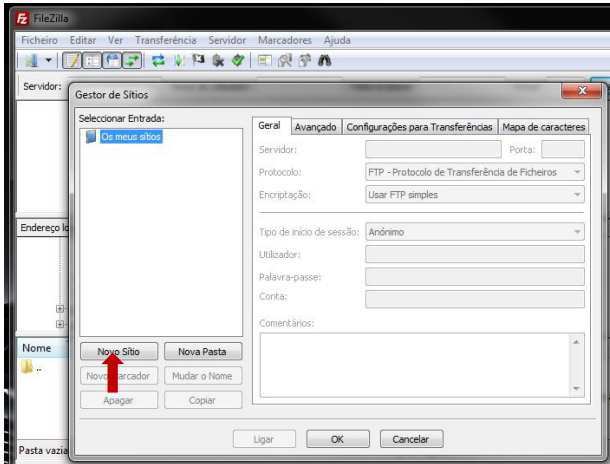 FileZilla
Ficheiro Editar Ver Transferência Servidor Marcadores Ajuda
Servidor:
Gestor de Sítios
Seleccionar Entrada:
Os meus sítios
Geral Avançado Configurações para Transferências Mapa de caracteres
Servidor: Porta:
Protocolo: FTP - Protocolo de Transferência de Ficheiros
Encriptação: Usar FTP simples
Tipo de inicio de sessão: Anónimo
Utilizador:
Palavra-passe:
Conta:
Comentários:
Endereço lo
Nome
..
Novo Sítio Nova Pasta
Novo Marcador Mudar o Nome
Apagar Copiar
Ligar OK Cancelar
Pasta vazia